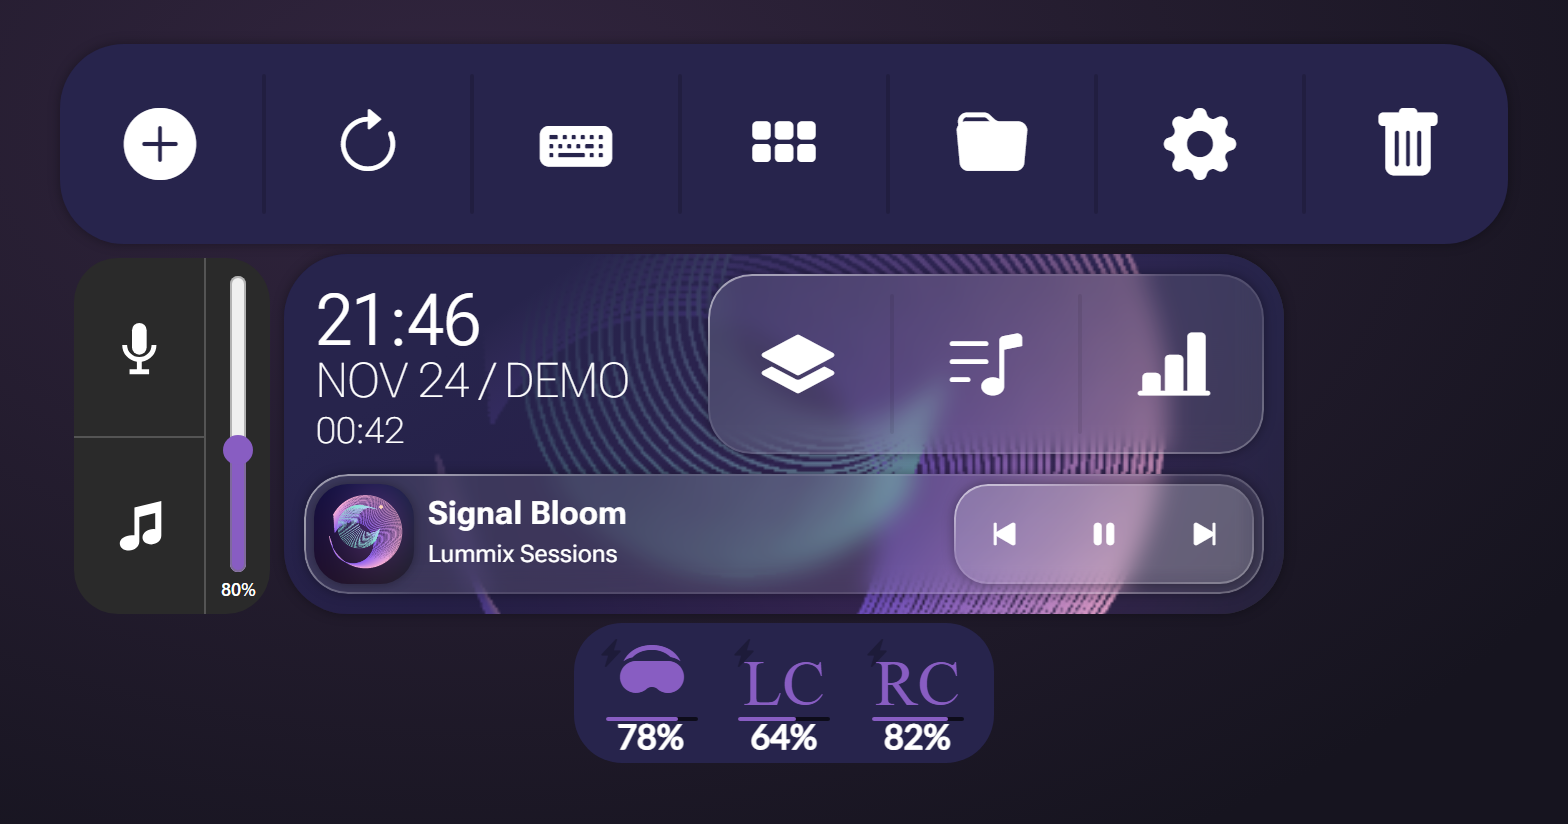 21:46
NOV 24 / DEMO
00:42
Signal Bloom
Lummix Sessions
80%
LC
RC
78%
64%
82%